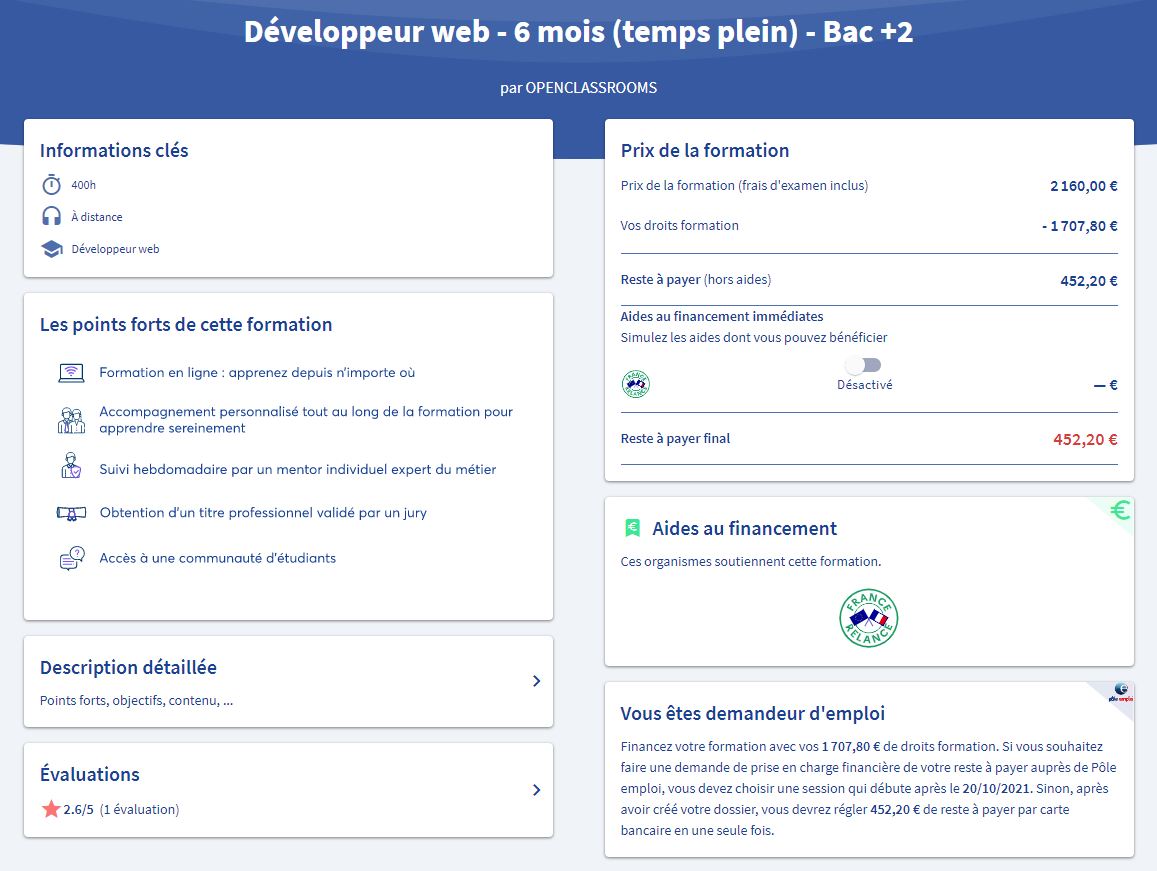 Développeur web - 6 mois (temps plein) - Bac +2
par OPENCLASSROOMS
Informations clés
400h
À distance
Développeur web
Les points forts de cette formation
Formation en ligne : apprenez depuis n'importe où
Accompagnement personnalisé tout au long de la formation pour
apprendre sereinement
Suivi hebdomadaire par un mentor individuel expert du métier
Obtention d'un titre professionnel validé par un jury
Accès à une communauté d'étudiants
Description détaillée
Points forts, objectifs, contenu, ...
Évaluations
2.6/5 (1 évaluation)
Prix de la formation
Prix de la formation (frais d'examen inclus) 2 160,00 €
Vos droits formation - 1 707,80 €
Reste à payer (hors aides) 452,20 €
Aides au financement immédiates
Simulez les aides dont vous pouvez bénéficier
FRANCE RELANCE
Désactivé — €
Reste à payer final 452,20 €
€
Aides au financement
Ces organismes soutiennent cette formation.
FRANCE
RELANCE
pôle emploi
Vous êtes demandeur d'emploi
Financez votre formation avec vos 1 707,80 € de droits formation. Si vous souhaitez
faire une demande de prise en charge financière de votre reste à payer auprès de Pôle
emploi, vous devez choisir une session qui débute après le 20/10/2021. Sinon, après
avoir créé votre dossier, vous devrez régler 452,20 € de reste à payer par carte
bancaire en une seule fois.